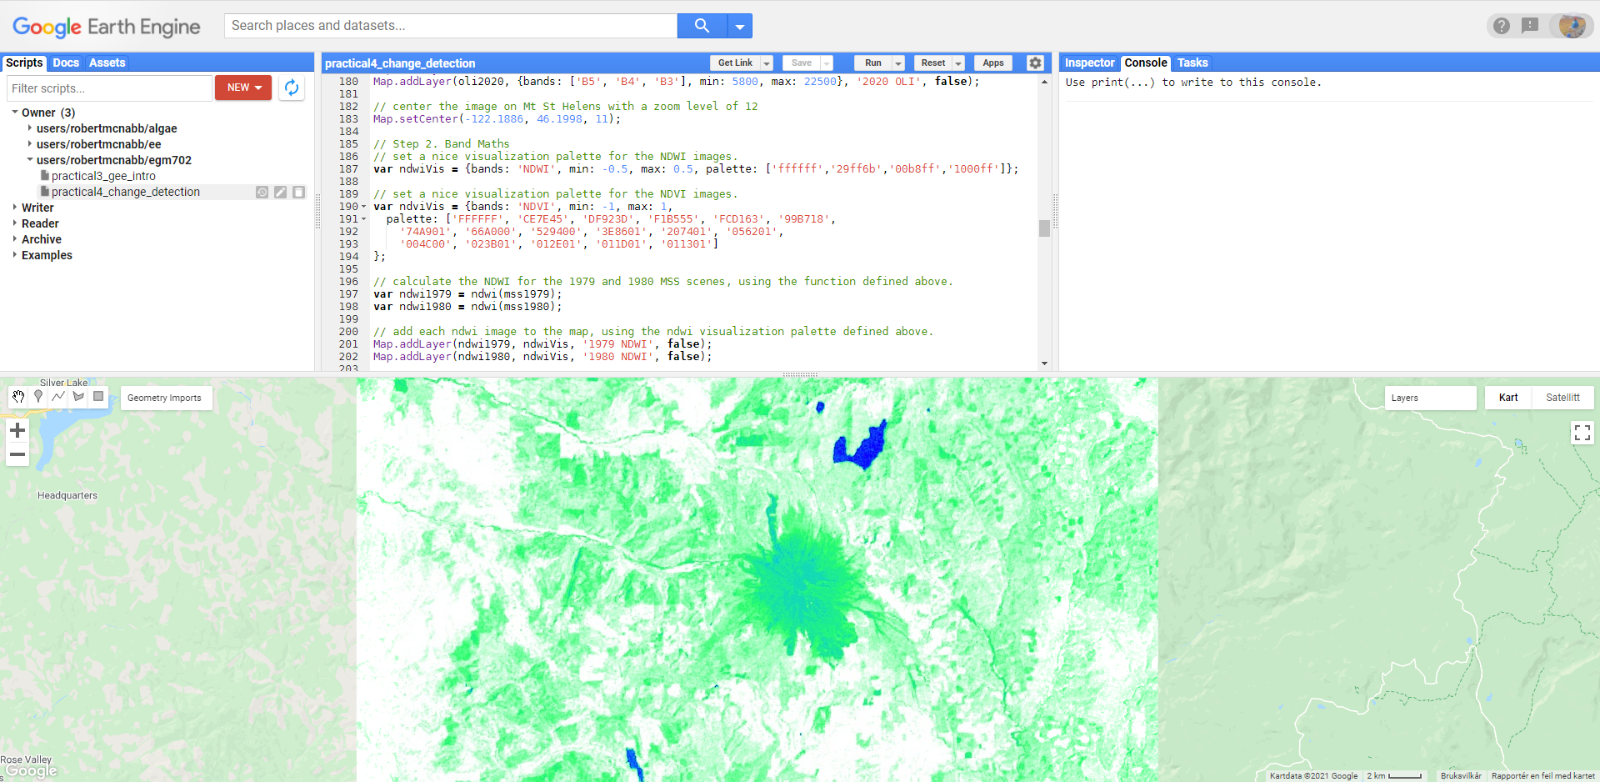 Google Earth Engine
Search places and datasets...
Scripts Docs Assets
Filter scripts...
NEW
Owner (3)
users/robertmcnabb/algae
users/robertmcnabb/ee
users/robertmcnabb/egm702
practical3_gee_intro
practical4_change_detection
Writer
Reader
Archive
Examples
practical4_change_detection
Get Link Save Run Reset Apps
180 Map.addLayer(oli2020, {bands: ['B5', 'B4', 'B3'], min: 5800, max: 22500}, '2020 OLI', false);
181
182 // center the image on Mt St Helens with a zoom level of 12
183 Map.setCenter(-122.1886, 46.1998, 11);
184
185 // Step 2. Band Maths
186 // set a nice visualization palette for the NDWI images.
187 var ndwiVis = {bands: 'NDWI', min: -0.5, max: 0.5, palette: ['ffffff','29ff6b','00b8ff','1000ff']};
188
189 // set a nice visualization palette for the NDVI images.
190 var ndviVis = {bands: 'NDVI', min: -1, max: 1,
191 palette: ['FFFFFF', 'CE7E45', 'DF923D', 'F1B555', 'FCD163', '99B718',
192 '74A901', '66A000', '529400', '3E8601', '207401', '056201',
193 '004C00', '023B01', '012E01', '011D01', '011301']
194 };
195
196 // calculate the NDWI for the 1979 and 1980 MSS scenes, using the function defined above.
197 var ndwi1979 = ndwi(mss1979);
198 var ndwi1980 = ndwi(mss1980);
199
200 // add each ndwi image to the map, using the ndwi visualization palette defined above.
201 Map.addLayer(ndwi1979, ndwiVis, '1979 NDWI', false);
202 Map.addLayer(ndwi1980, ndwiVis, '1980 NDWI', false);
203
Inspector Console Tasks
Use print(...) to write to this console.
Silver Lake
Geometry Imports
Layers
Kart Satellitt
Headquarters
Rose Valley
Google
Kartdata ©2021 Google 2 km Bruksvilkår Rapportér en feil med kartet